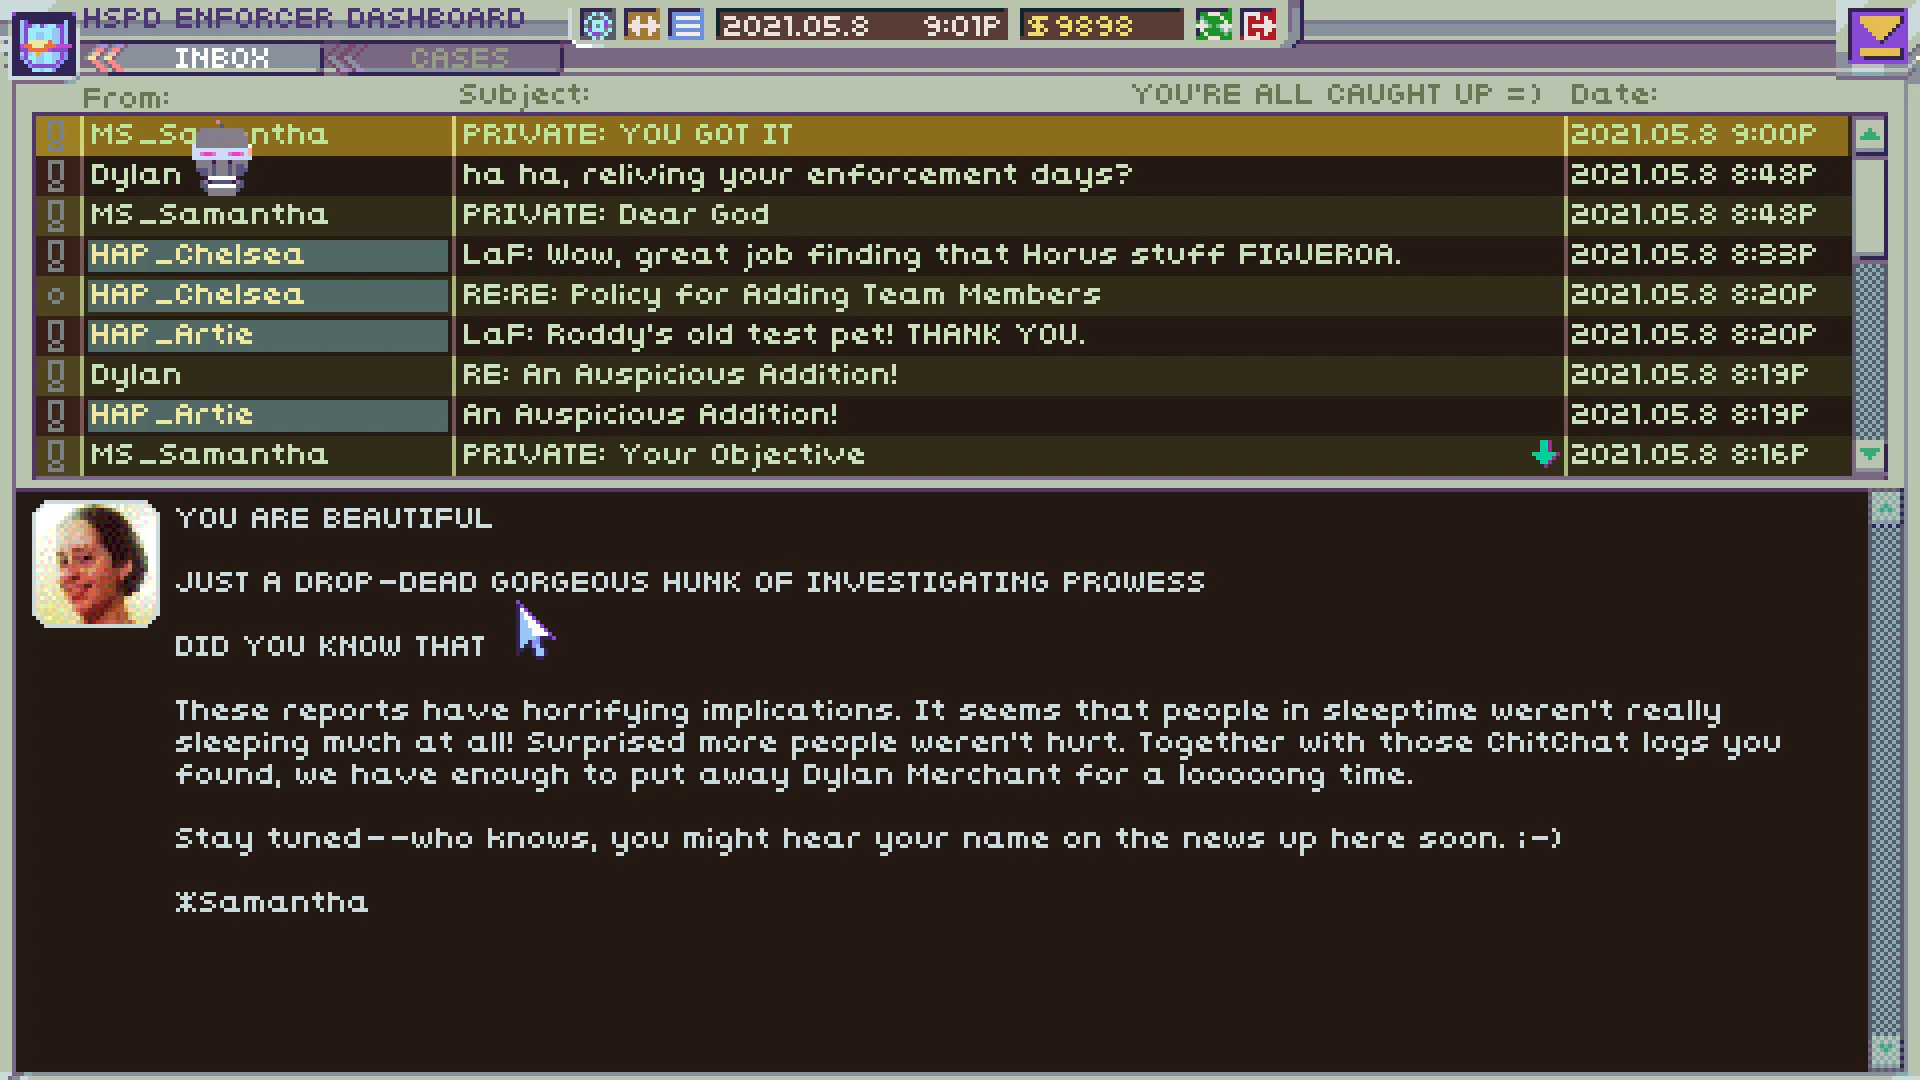 HSPD ENFORCER DASHBOARD
2021.05.8 9:01P
$9898
INBOX
CASES
From: Subject: YOU'RE ALL CAUGHT UP =) Date:
MS_Samantha PRIVATE: YOU GOT IT 2021.05.8 9:00P
Dylan ha ha, reliving your enforcement days? 2021.05.8 8:48P
MS_Samantha PRIVATE: Dear God 2021.05.8 8:48P
HAP_Chelsea LaF: Wow, great job finding that Horus stuff FIGUEROA. 2021.05.8 8:33P
HAP_Chelsea RE:RE: Policy for Adding Team Members 2021.05.8 8:20P
HAP_Artie LaF: Roddy's old test pet! THANK YOU. 2021.05.8 8:20P
Dylan RE: An Auspicious Addition! 2021.05.8 8:19P
HAP_Artie An Auspicious Addition! 2021.05.8 8:19P
MS_Samantha PRIVATE: Your Objective 2021.05.8 8:16P
YOU ARE BEAUTIFUL
JUST A DROP-DEAD GORGEOUS HUNK OF INVESTIGATING PROWESS
DID YOU KNOW THAT
These reports have horrifying implications. It seems that people in sleeptime weren't really
sleeping much at all! Surprised more people weren't hurt. Together with those ChitChat logs you
found, we have enough to put away Dylan Merchant for a looooong time.
Stay tuned--who knows, you might hear your name on the news up here soon. ;-)
*Samantha